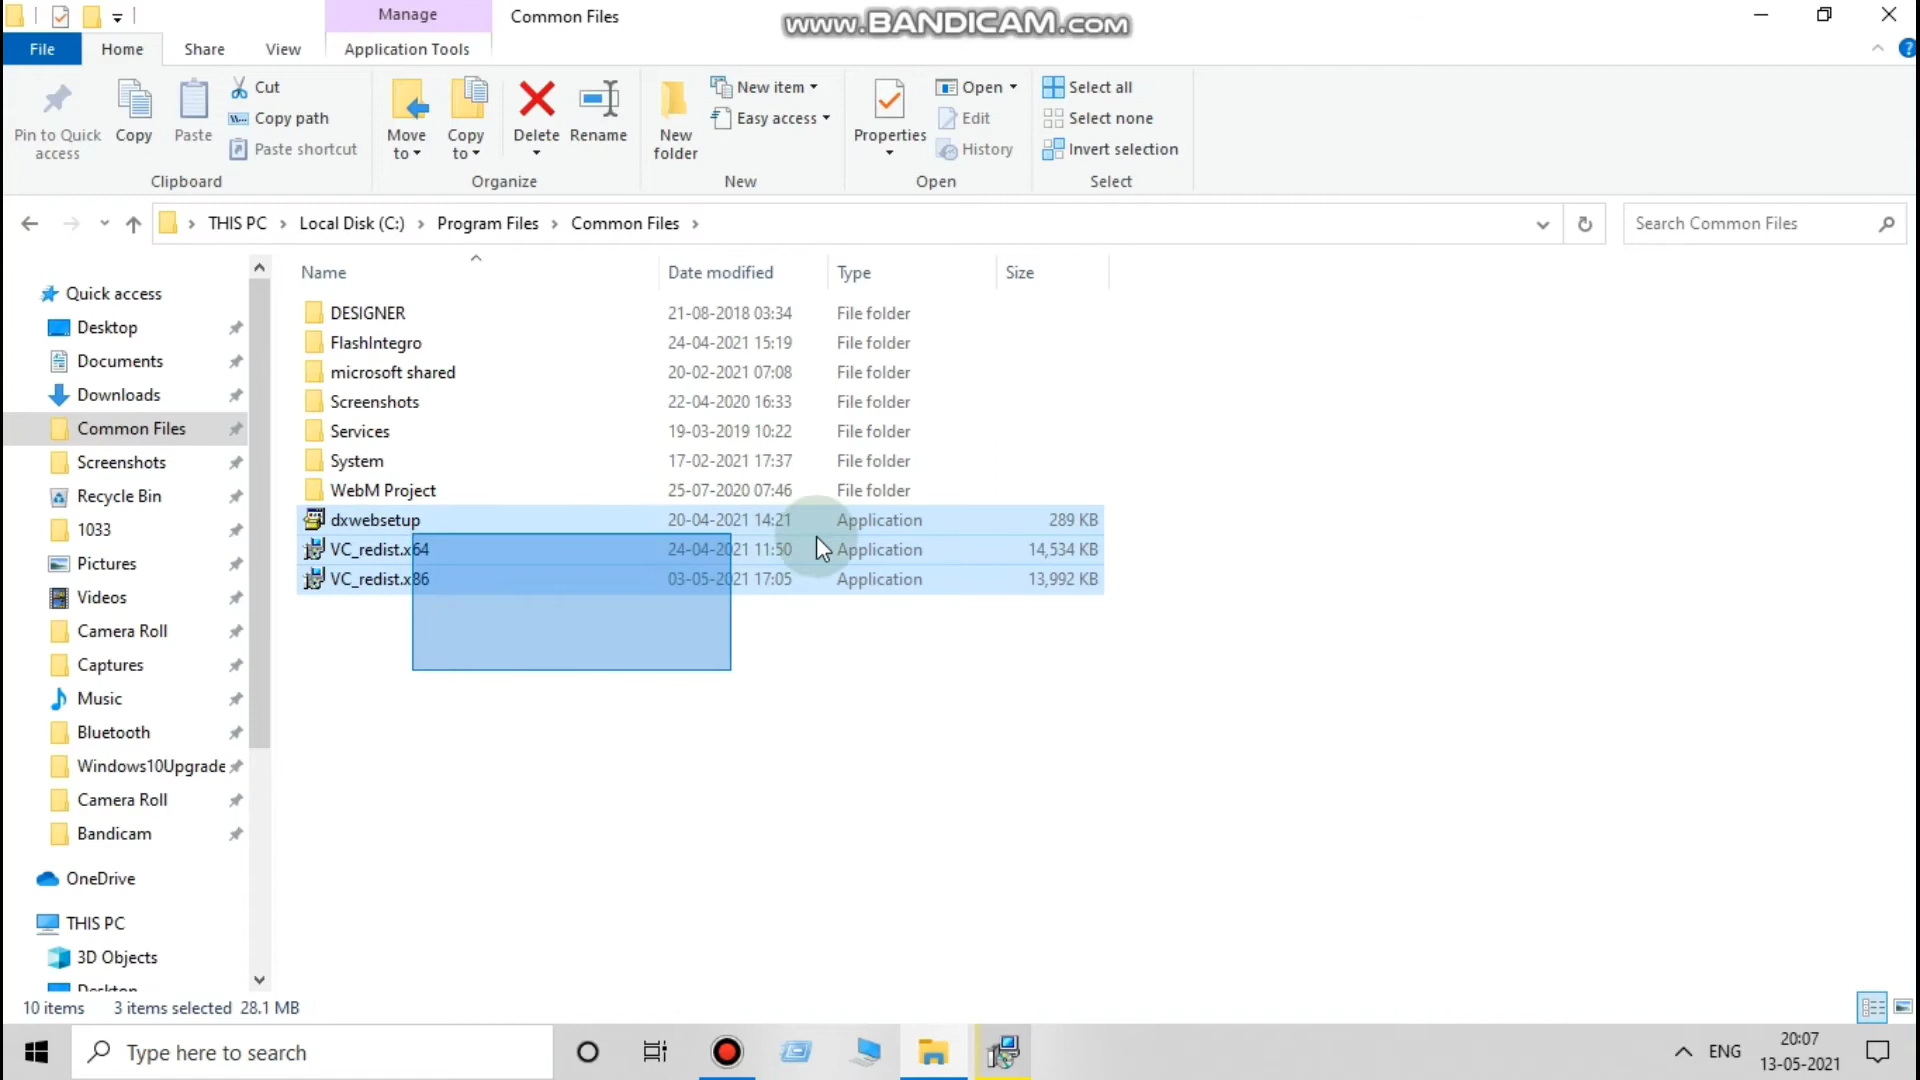 Manage
Common Files
www.BANDICAM.com
File
Home
Share
View
Application Tools
Pin to Quick access
Copy
Paste
Cut
Copy path
Paste shortcut
Clipboard
Move to
Copy to
Delete
Rename
Organize
New folder
New item
Easy access
New
Properties
Open
Edit
History
Open
Select all
Select none
Invert selection
Select
THIS PC > Local Disk (C:) > Program Files > Common Files >
Search Common Files
Name Date modified Type Size
DESIGNER 21-08-2018 03:34 File folder
FlashIntegro 24-04-2021 15:19 File folder
microsoft shared 20-02-2021 07:08 File folder
Screenshots 22-04-2020 16:33 File folder
Services 19-03-2019 10:22 File folder
System 17-02-2021 17:37 File folder
WebM Project 25-07-2020 07:46 File folder
dxwebsetup 20-04-2021 14:21 Application 289 KB
VC_redist.x64 24-04-2021 11:50 Application 14,534 KB
VC_redist.x86 03-05-2021 17:05 Application 13,992 KB
Quick access
Desktop
Documents
Downloads
Common Files
Screenshots
Recycle Bin
1033
Pictures
Videos
Camera Roll
Captures
Music
Bluetooth
Windows10Upgrade
Camera Roll
Bandicam
OneDrive
THIS PC
3D Objects
Desktop
10 items 3 items selected 28.1 MB
Type here to search
ENG
20:07
13-05-2021